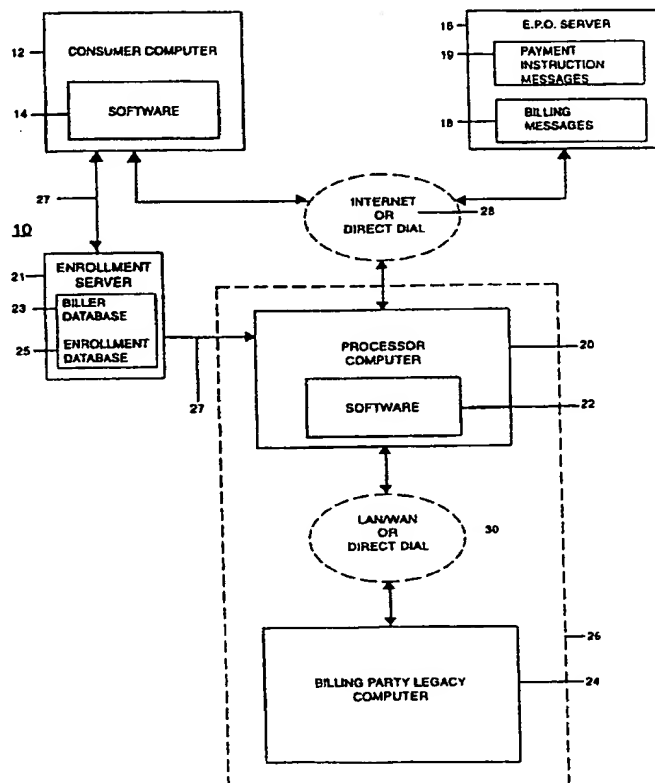 12
CONSUMER COMPUTER
14
SOFTWARE
16
E.P.O. SERVER
19
PAYMENT
INSTRUCTION
MESSAGES
18
BILLING
MESSAGES
27
10
INTERNET
OR
DIRECT DIAL
28
21
ENROLLMENT
SERVER
23
BILLER
DATABASE
25
ENROLLMENT
DATABASE
27
PROCESSOR
COMPUTER
20
SOFTWARE
22
LAN/WAN
OR
DIRECT DIAL
30
26
BILLING PARTY LEGACY
COMPUTER
24